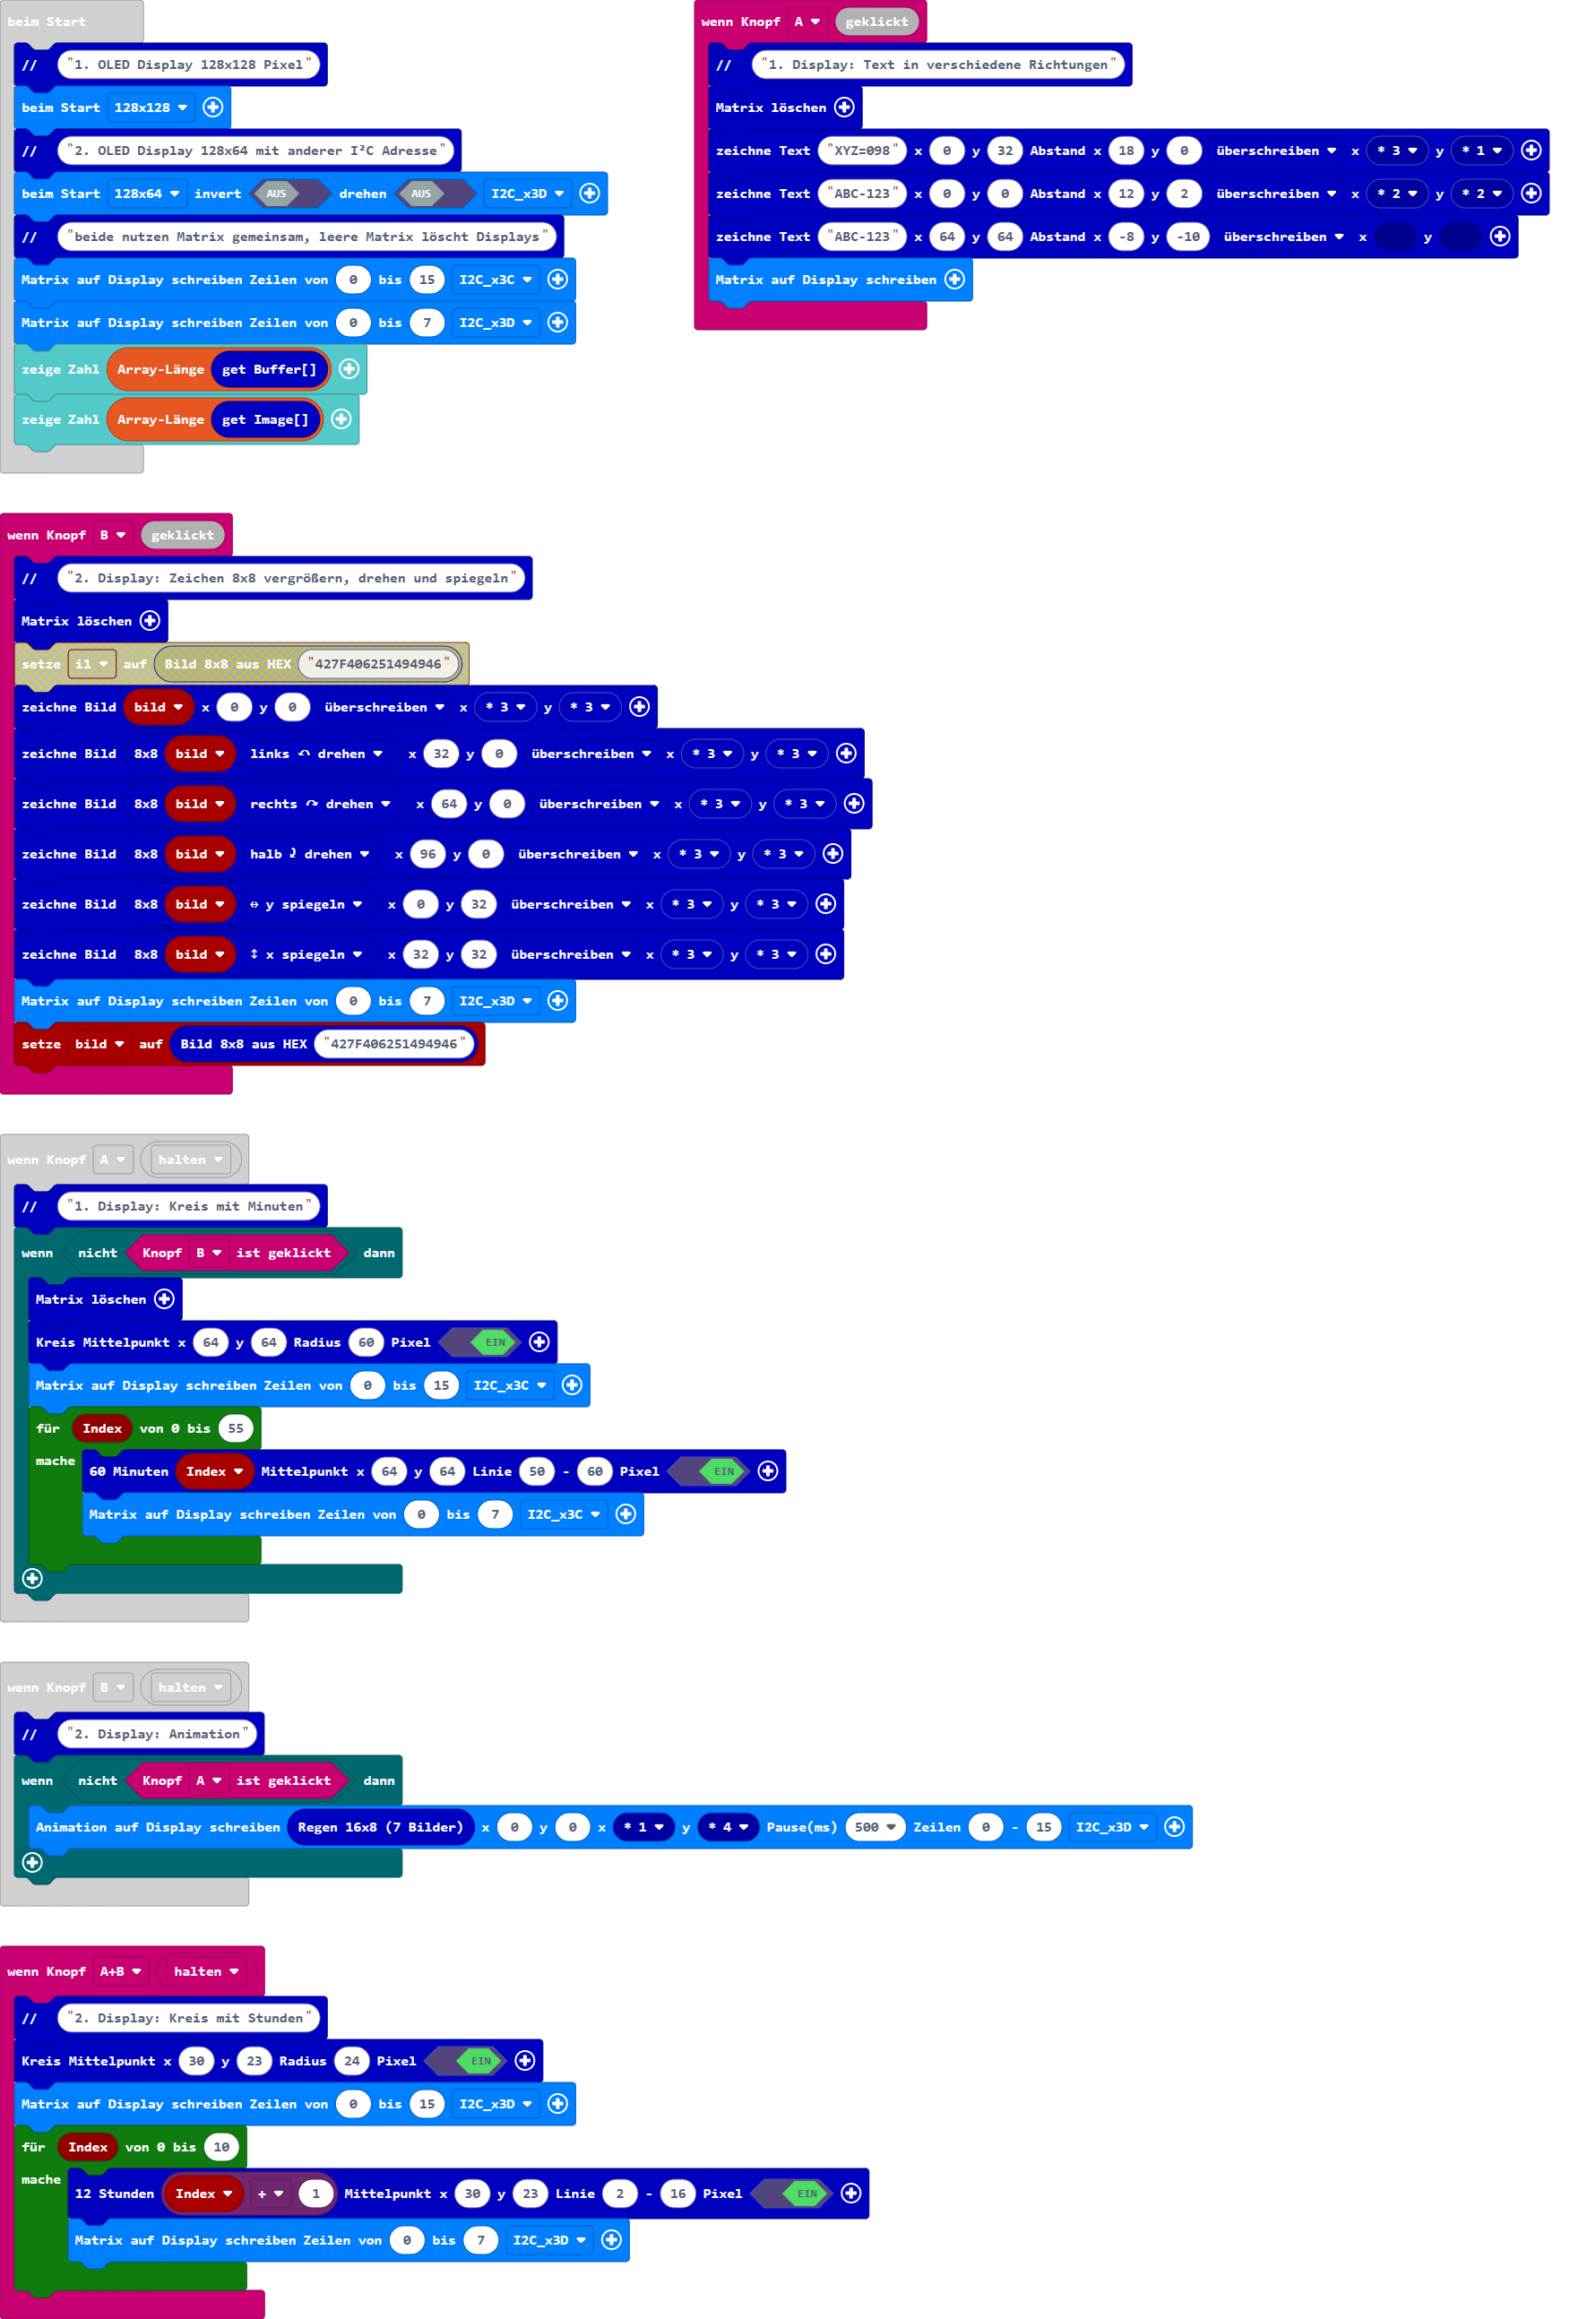 beim Start
// "1. OLED Display 128x128 Pixel"
beim Start 128x128
// "2. OLED Display 128x64 mit anderer I²C Adresse"
beim Start 128x64 invert AUS drehen AUS I2C_x3D
// "beide nutzen Matrix gemeinsam, leere Matrix löscht Displays"
Matrix auf Display schreiben Zeilen von 0 bis 15 I2C_x3C
Matrix auf Display schreiben Zeilen von 0 bis 7 I2C_x3D
zeige Zahl Array-Länge get Buffer[]
zeige Zahl Array-Länge get Image[]
wenn Knopf A geklickt
// "1. Display: Text in verschiedene Richtungen"
Matrix löschen
zeichne Text "XYZ=098" x 0 y 32 Abstand x 18 y 0 überschreiben x * 3 y * 1
zeichne Text "ABC-123" x 0 y 0 Abstand x 12 y 2 überschreiben x * 2 y * 2
zeichne Text "ABC-123" x 64 y 64 Abstand x -8 y -10 überschreiben x y
Matrix auf Display schreiben
wenn Knopf B geklickt
// "2. Display: Zeichen 8x8 vergrößern, drehen und spiegeln"
Matrix löschen
setze i1 auf Bild 8x8 aus HEX "427F406251494946"
zeichne Bild bild x 0 y 0 überschreiben x * 3 y * 3
zeichne Bild 8x8 bild links ↶ drehen x 32 y 0 überschreiben x * 3 y * 3
zeichne Bild 8x8 bild rechts ↷ drehen x 64 y 0 überschreiben x * 3 y * 3
zeichne Bild 8x8 bild halb ⤸ drehen x 96 y 0 überschreiben x * 3 y * 3
zeichne Bild 8x8 bild ↔ y spiegeln x 0 y 32 überschreiben x * 3 y * 3
zeichne Bild 8x8 bild ↕ x spiegeln x 32 y 32 überschreiben x * 3 y * 3
Matrix auf Display schreiben Zeilen von 0 bis 7 I2C_x3D
setze bild auf Bild 8x8 aus HEX "427F406251494946"
wenn Knopf A halten
// "1. Display: Kreis mit Minuten"
wenn nicht Knopf B ist geklickt dann
Matrix löschen
Kreis Mittelpunkt x 64 y 64 Radius 60 Pixel EIN
Matrix auf Display schreiben Zeilen von 0 bis 15 I2C_x3C
für Index von 0 bis 55
mache
60 Minuten Index Mittelpunkt x 64 y 64 Linie 50 - 60 Pixel EIN
Matrix auf Display schreiben Zeilen von 0 bis 7 I2C_x3C
wenn Knopf B halten
// "2. Display: Animation"
wenn nicht Knopf A ist geklickt dann
Animation auf Display schreiben Regen 16x8 (7 Bilder) x 0 y 0 x * 1 y * 4 Pause(ms) 500 Zeilen 0 - 15 I2C_x3D
wenn Knopf A+B halten
// "2. Display: Kreis mit Stunden"
Kreis Mittelpunkt x 30 y 23 Radius 24 Pixel EIN
Matrix auf Display schreiben Zeilen von 0 bis 15 I2C_x3D
für Index von 0 bis 10
mache
12 Stunden Index + 1 Mittelpunkt x 30 y 23 Linie 2 - 16 Pixel EIN
Matrix auf Display schreiben Zeilen von 0 bis 7 I2C_x3D